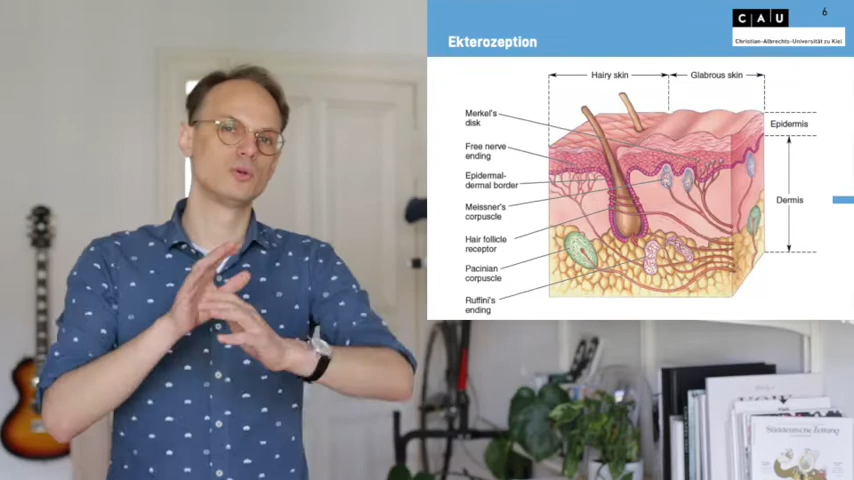 C A U
6
Christian-Albrechts-Universität zu Kiel
Ekterozeption
Hairy skin
Glabrous skin
Merkel's
disk
Free nerve
ending
Epidermal-
dermal border
Meissner's
corpuscle
Hair follicle
receptor
Pacinian
corpuscle
Ruffini's
ending
Epidermis
Dermis
Süddeutsche Zeitung